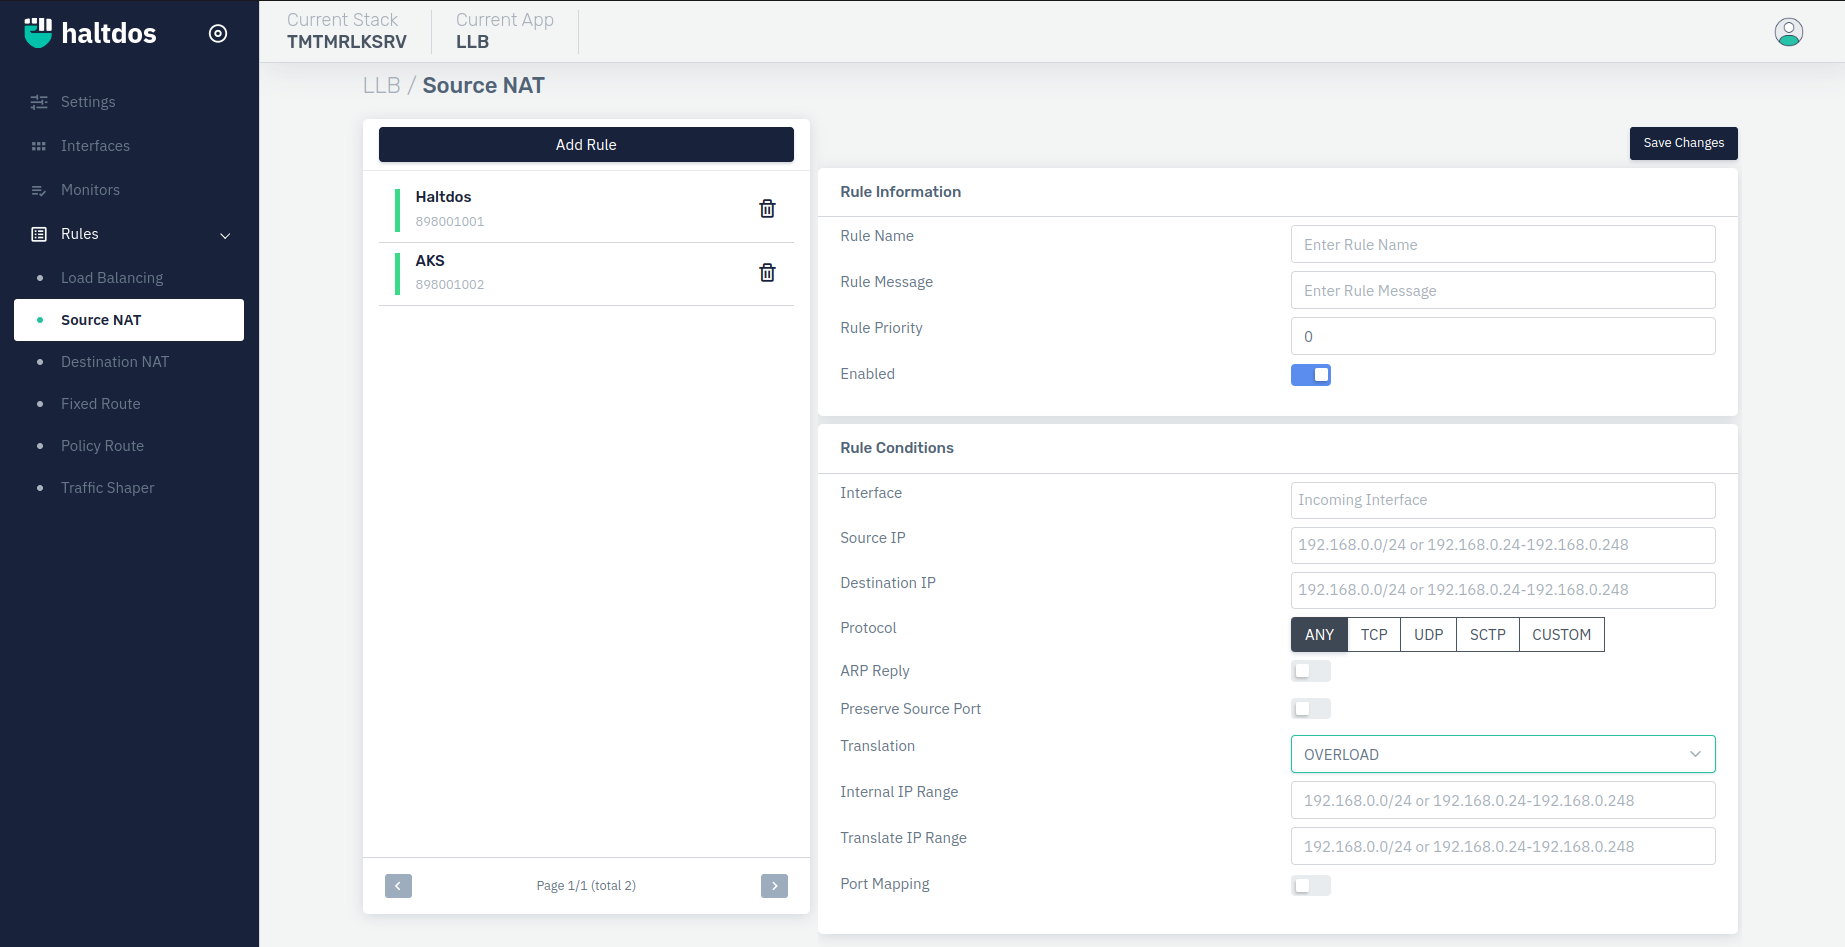 haltdos
Current Stack
TMTMRLKSRV
Current App
LLB
Settings
Interfaces
Monitors
Rules
Load Balancing
Source NAT
Destination NAT
Fixed Route
Policy Route
Traffic Shaper
LLB / Source NAT
Add Rule
Haltdos
898001001
AKS
898001002
Page 1/1 (total 2)
Save Changes
Rule Information
Rule Name
Enter Rule Name
Rule Message
Enter Rule Message
Rule Priority
0
Enabled
Rule Conditions
Interface
Incoming Interface
Source IP
192.168.0.0/24 or 192.168.0.24-192.168.0.248
Destination IP
192.168.0.0/24 or 192.168.0.24-192.168.0.248
Protocol
ANY TCP UDP SCTP CUSTOM
ARP Reply
Preserve Source Port
Translation
OVERLOAD
Internal IP Range
192.168.0.0/24 or 192.168.0.24-192.168.0.248
Translate IP Range
192.168.0.0/24 or 192.168.0.24-192.168.0.248
Port Mapping